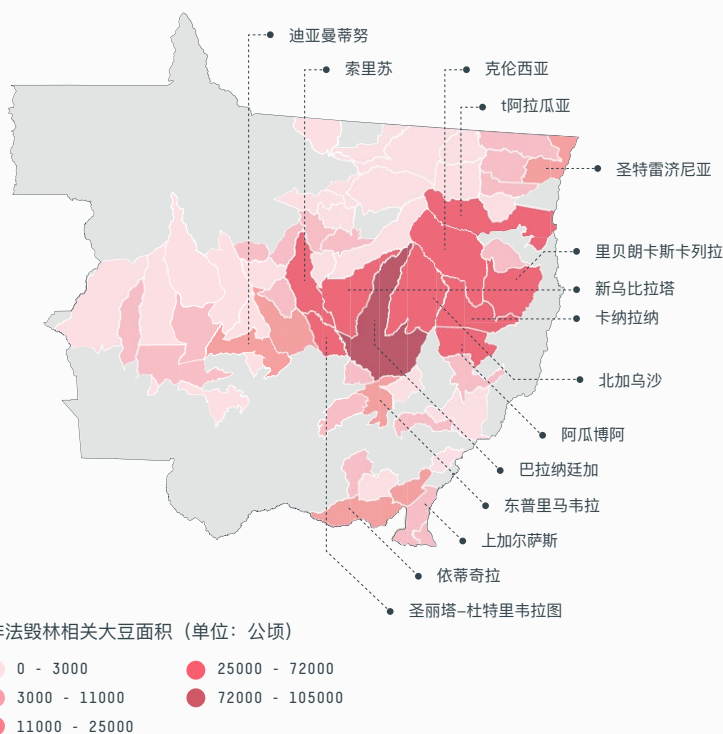 迪亚曼蒂努
索里苏
克伦西亚
t阿拉瓜亚
圣特雷济尼亚
里贝朗卡斯卡列拉
新乌比拉塔
卡纳拉纳
北加乌沙
阿瓜博阿
巴拉纳廷加
东普里马韦拉
上加尔萨斯
依蒂奇拉
圣丽塔-杜特里韦拉图
法毁林相关大豆面积（单位：公顷）
0 - 3000
25000 - 72000
3000 - 11000
72000 - 105000
11000 - 25000